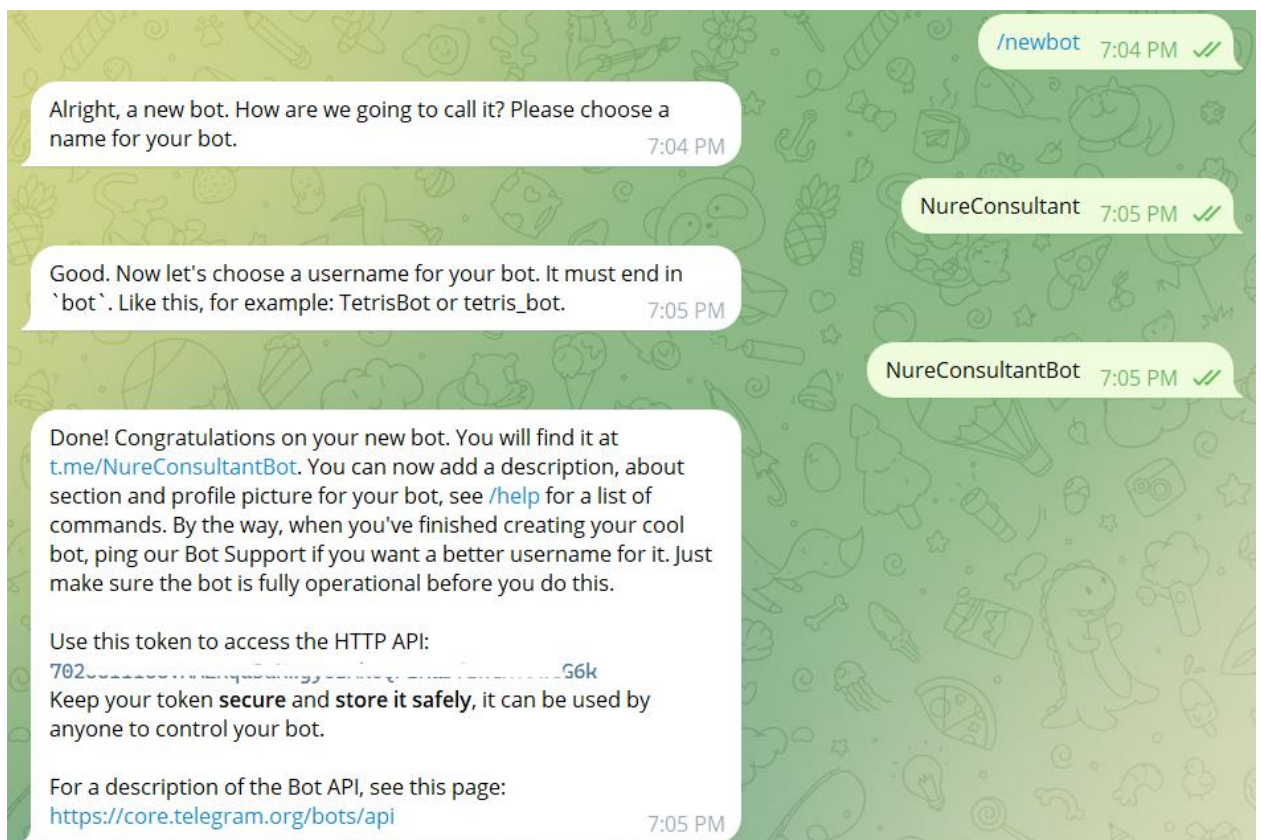 /newbot 7:04 PM
Alright, a new bot. How are we going to call it? Please choose a
name for your bot. 7:04 PM
NureConsultant 7:05 PM
Good. Now let's choose a username for your bot. It must end in
`bot`. Like this, for example: TetrisBot or tetris_bot. 7:05 PM
NureConsultantBot 7:05 PM
Done! Congratulations on your new bot. You will find it at
t.me/NureConsultantBot. You can now add a description, about
section and profile picture for your bot, see /help for a list of
commands. By the way, when you've finished creating your cool
bot, ping our Bot Support if you want a better username for it. Just
make sure the bot is fully operational before you do this.
Use this token to access the HTTP API:
Keep your token secure and store it safely, it can be used by
anyone to control your bot.
For a description of the Bot API, see this page:
https://core.telegram.org/bots/api 7:05 PM